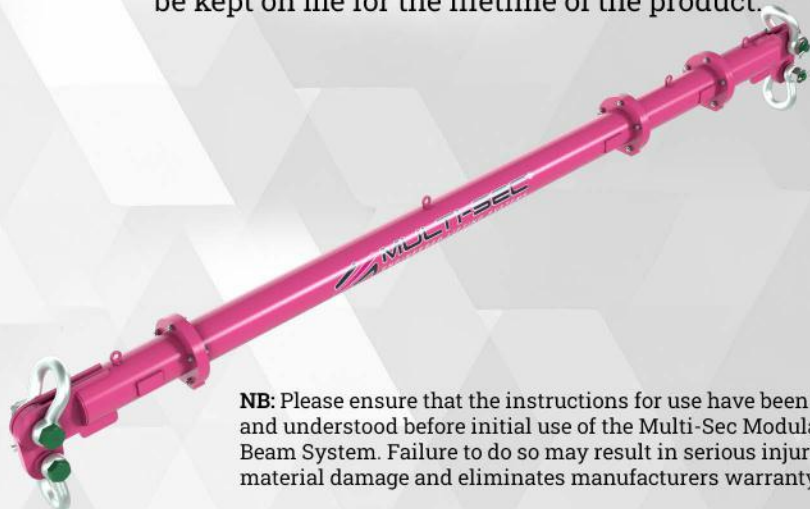 be kept on file for the lifetime of the product.
MULTI-SEC
NB: Please ensure that the instructions for use have been
and understood before initial use of the Multi-Sec Modula
Beam System. Failure to do so may result in serious injur
material damage and eliminates manufacturers warranty